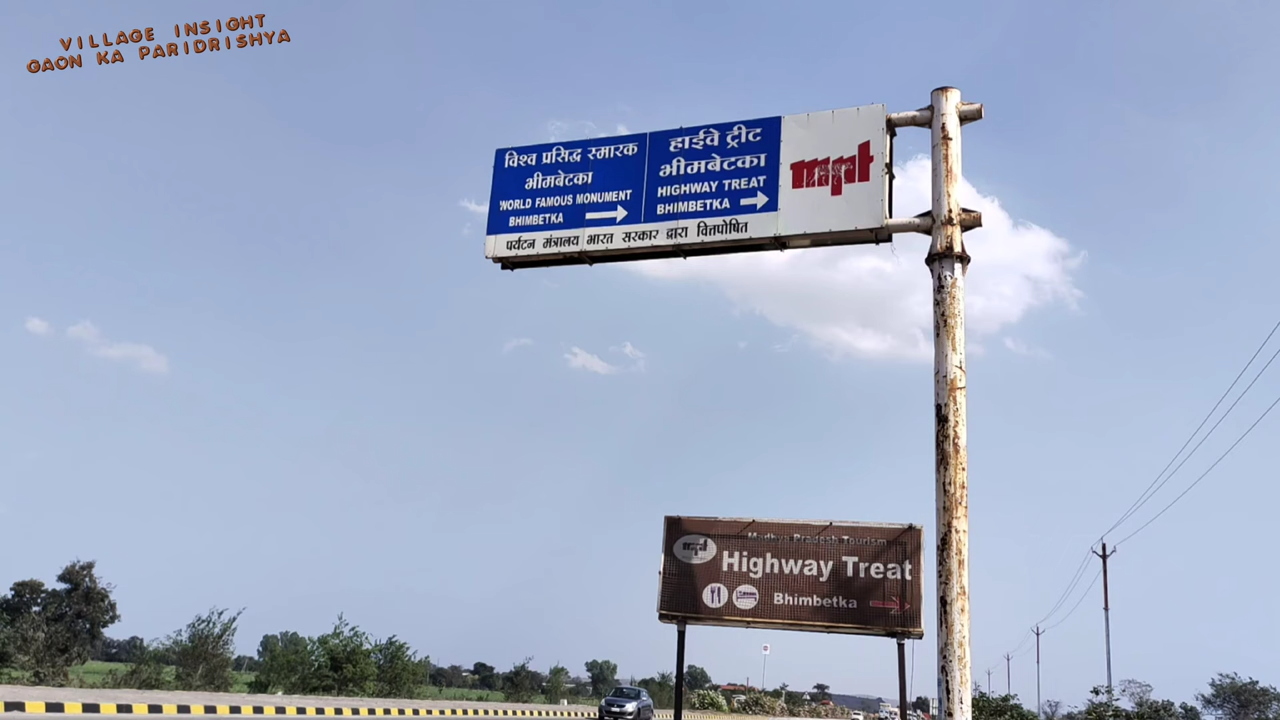 VILLAGE INSIGHT
GAON KA PARIDRISHYA
विश्व प्रसिद्ध स्मारक
भीमबेटका
WORLD FAMOUS MONUMENT
BHIMBETKA
हाईवे ट्रीट
भीमबेटका
HIGHWAY TREAT
BHIMBETKA
mpt
पर्यटन मंत्रालय भारत सरकार द्वारा वित्तपोषित
Madhya Pradesh Tourism
mpt
Highway Treat
Bhimbetka